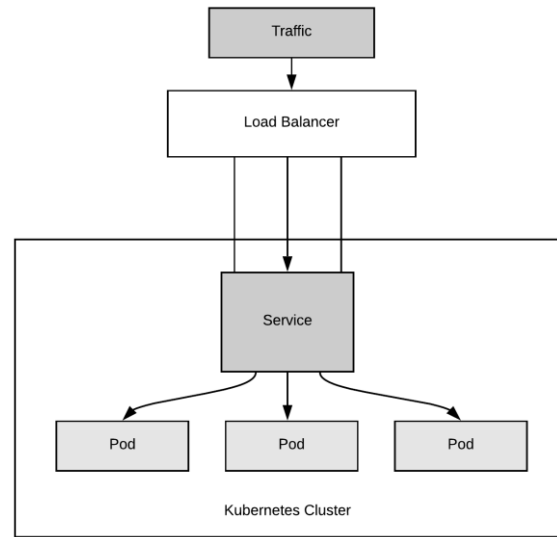 Traffic
Load Balancer
Service
Pod
Pod
Pod
Kubernetes Cluster